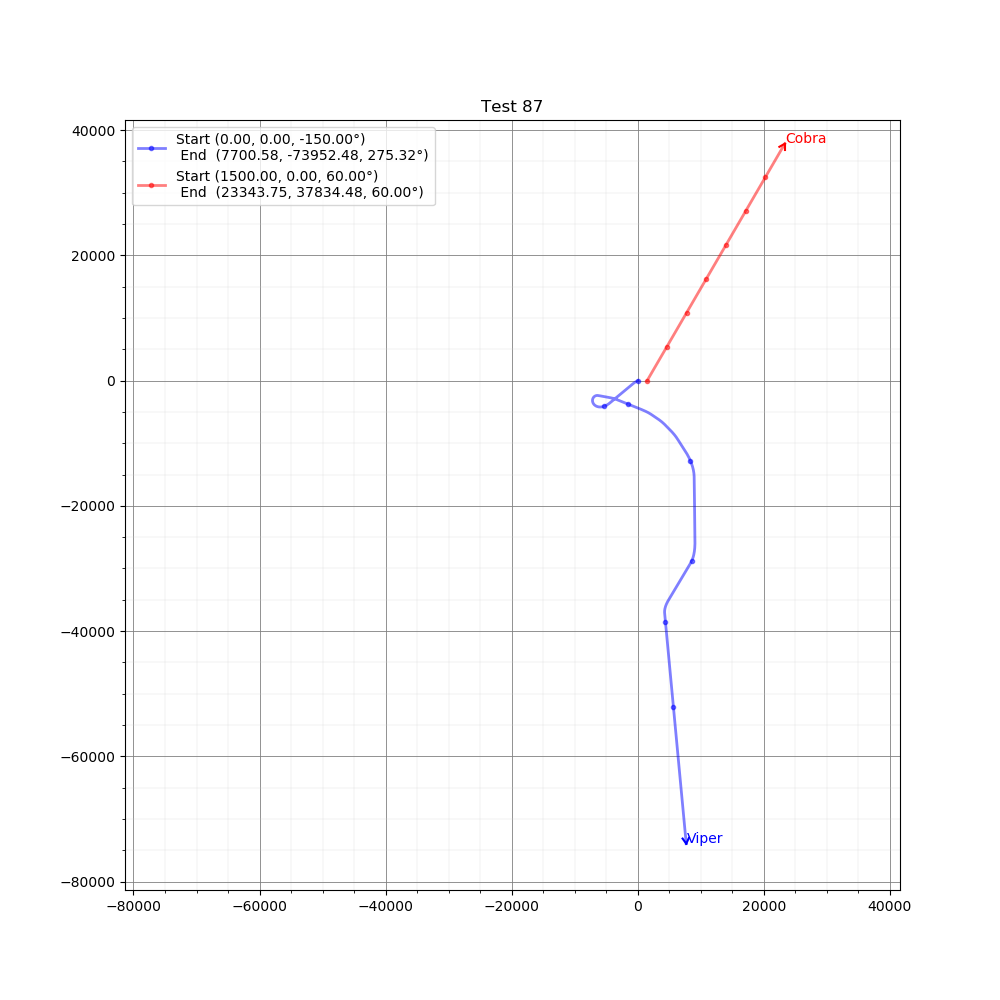 Test 87
Start (0.00, 0.00, -150.00°)
End (7700.58, -73952.48, 275.32°)
Start (1500.00, 0.00, 60.00°)
End (23343.75, 37834.48, 60.00°)
Cobra
Viper
40000
20000
0
−20000
−40000
−60000
−80000
−80000 −60000 −40000 −20000 0 20000 40000